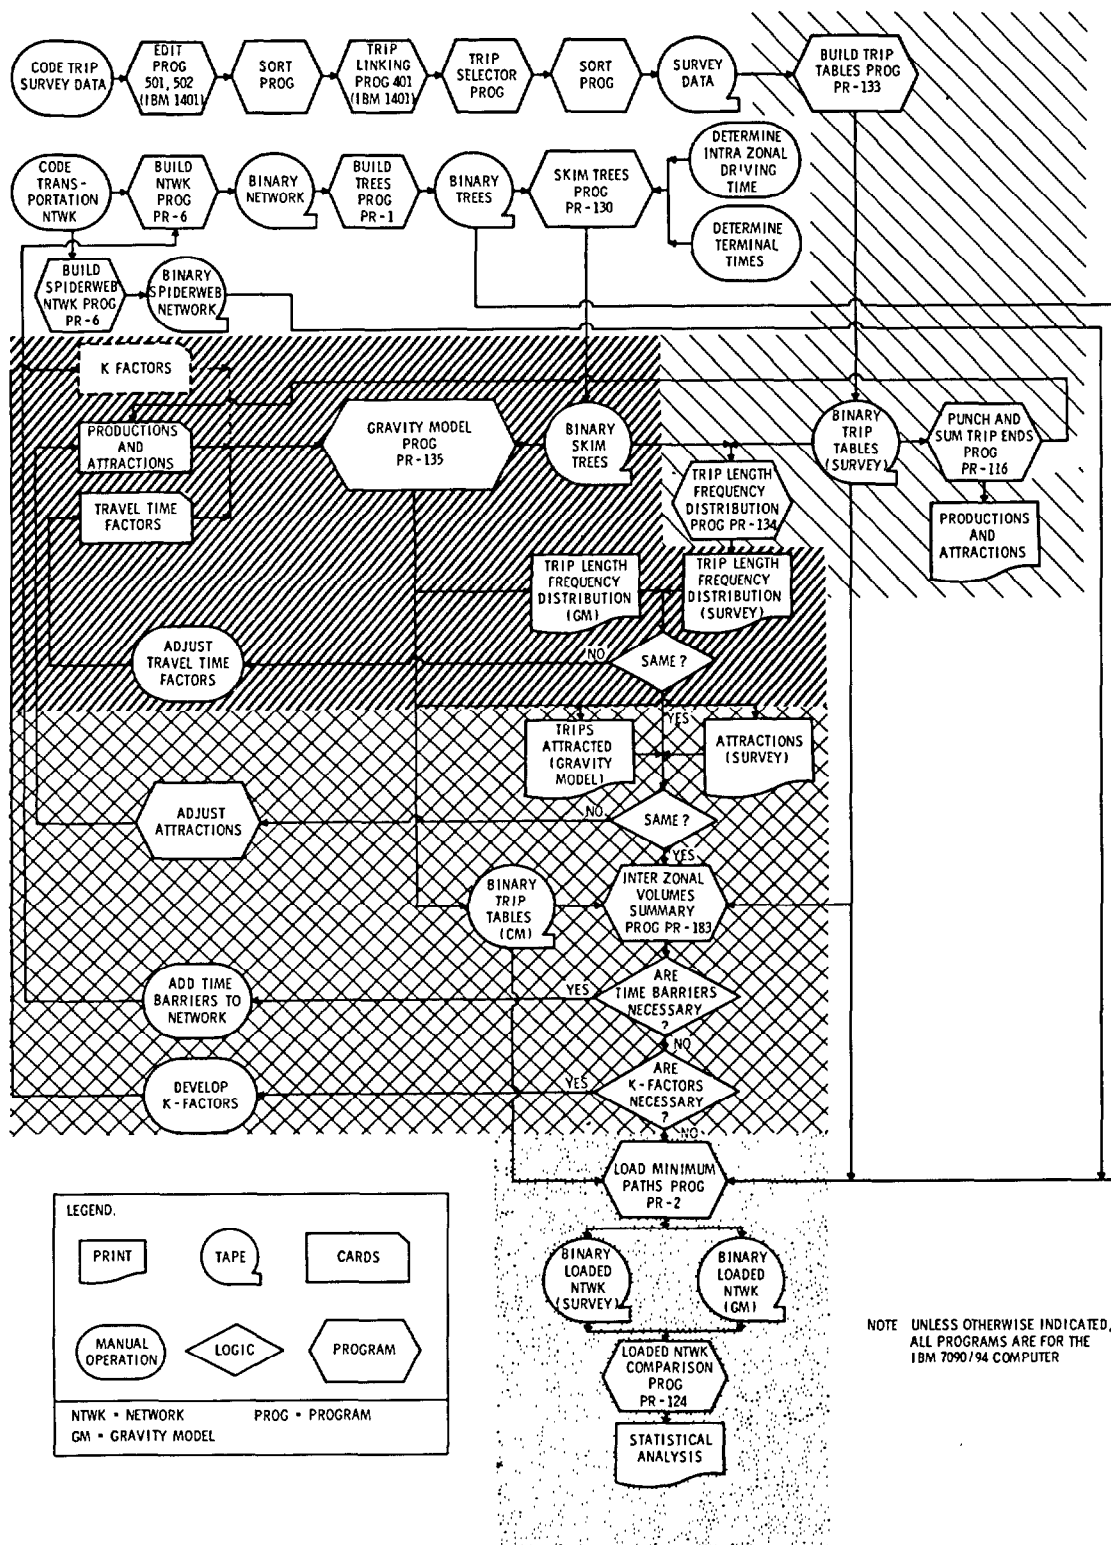 CODE TRIP
SURVEY DATA
EDIT
PROG
501, 502
(IBM 1401)
SORT
PROG
TRIP
LINKING
PROG 401
(IBM 1401)
TRIP
SELECTOR
PROG
SORT
PROG
SURVEY
DATA
BUILD TRIP
TABLES PROG
PR-133
CODE
TRANS-
PORTATION
NTWK
BUILD
NTWK
PROG
PR-6
BINARY
NETWORK
BUILD
TREES
PROG
PR-1
BINARY
TREES
SKIM TREES
PROG
PR-130
DETERMINE
INTRA ZONAL
DRIVING
TIME
DETERMINE
TERMINAL
TIMES
BUILD
SPIDERWEB
NTWK PROG
PR-6
BINARY
SPIDERWEB
NETWORK
K FACTORS
PRODUCTIONS
AND
ATTRACTIONS
TRAVEL TIME
FACTORS
GRAVITY MODEL
PROG
PR-135
BINARY
SKIM
TREES
BINARY
TRIP
TABLES
(SURVEY)
PUNCH AND
SUM TRIP ENDS
PROG
PR-116
TRIP LENGTH
FREQUENCY
DISTRIBUTION
PROG PR-134
PRODUCTIONS
AND
ATTRACTIONS
TRIP LENGTH
FREQUENCY
DISTRIBUTION
(GM)
TRIP LENGTH
FREQUENCY
DISTRIBUTION
(SURVEY)
ADJUST
TRAVEL TIME
FACTORS
NO
SAME ?
YES
TRIPS
ATTRACTED
(GRAVITY
MODEL)
ATTRACTIONS
(SURVEY)
ADJUST
ATTRACTIONS
NO
SAME ?
YES
BINARY
TRIP
TABLES
(CM)
INTER ZONAL
VOLUMES
SUMMARY
PROG PR-183
ADD TIME
BARRIERS TO
NETWORK
YES
ARE
TIME BARRIERS
NECESSARY
?
NO
DEVELOP
K-FACTORS
YES
ARE
K-FACTORS
NECESSARY
?
NO
LOAD MINIMUM
PATHS PROG
PR-2
BINARY
LOADED
NTWK
(SURVEY)
BINARY
LOADED
NTWK
(GM)
LOADED NTWK
COMPARISON
PROG
PR-124
STATISTICAL
ANALYSIS
LEGEND.
PRINT
TAPE
CARDS
MANUAL
OPERATION
LOGIC
PROGRAM
NTWK = NETWORK PROG = PROGRAM
GM = GRAVITY MODEL
NOTE UNLESS OTHERWISE INDICATED,
ALL PROGRAMS ARE FOR THE
IBM 7090/94 COMPUTER